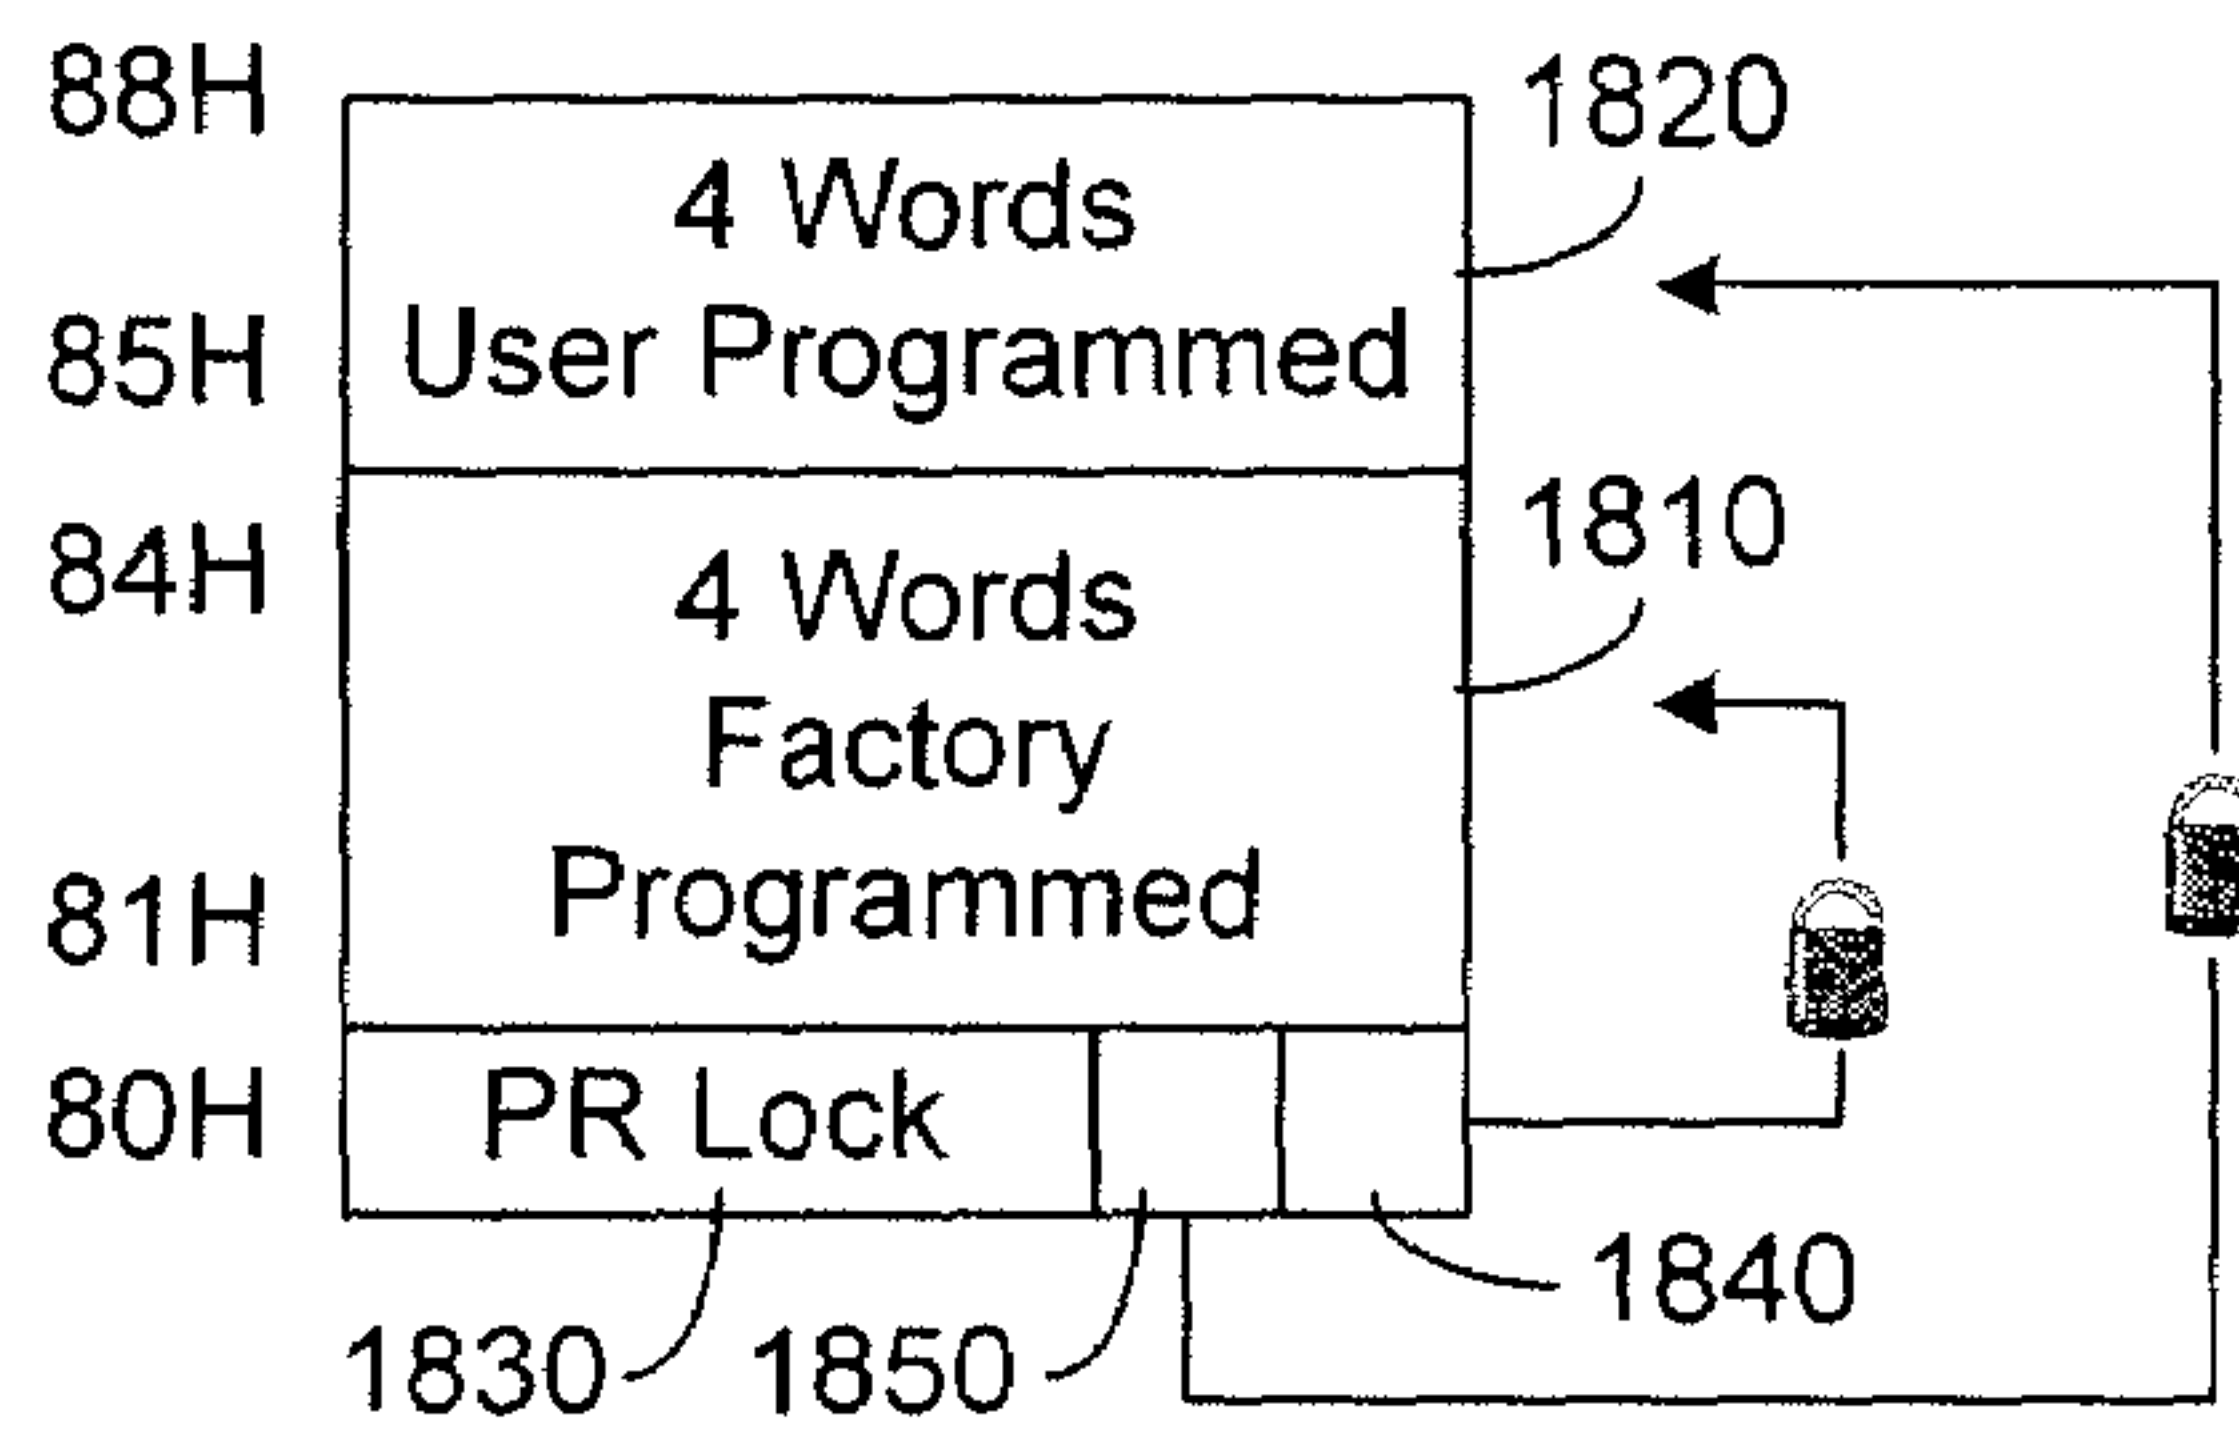 88H
1820
4 Words
85H
User Programmed
1810
84H
4 Words
Factory
81H
Programmed
80H
PR Lock
1840
1830
1850